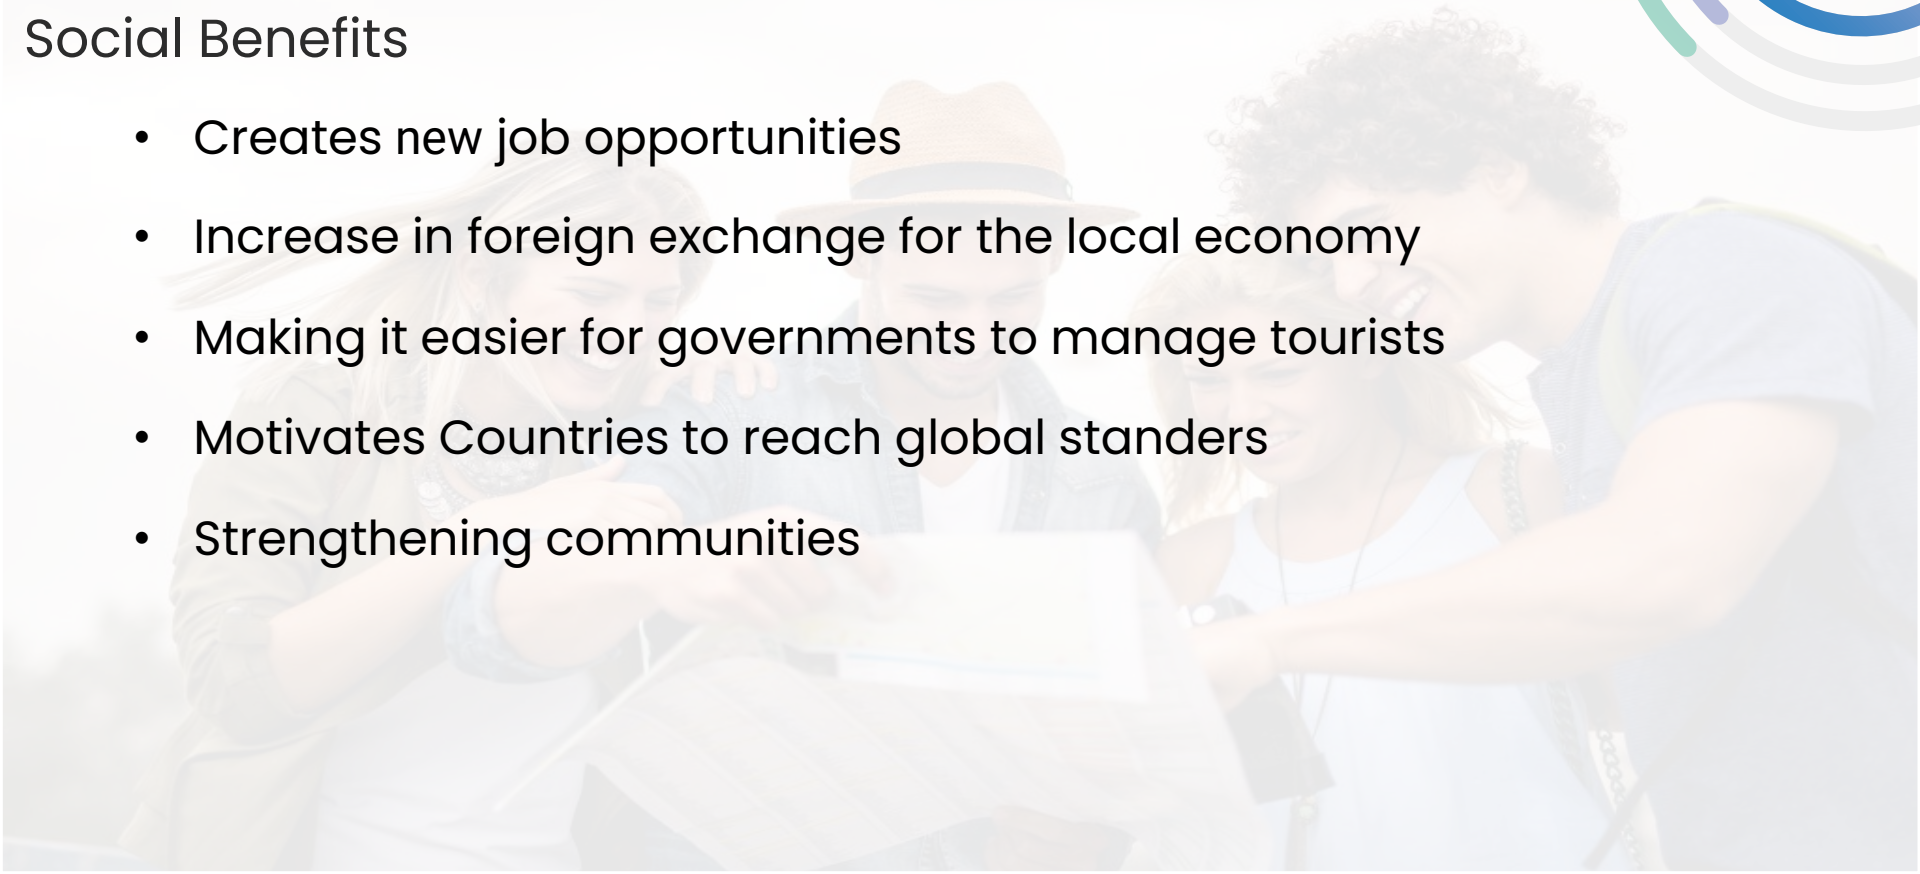 Social Benefits
• Creates new job opportunities
• Increase in foreign exchange for the local economy
• Making it easier for governments to manage tourists
• Motivates Countries to reach global standers
• Strengthening communities